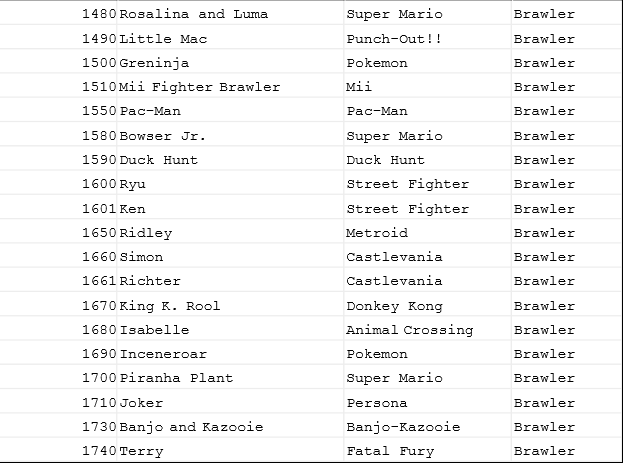 1480 Rosalina and Luma Super Mario Brawler
1490 Little Mac Punch-Out!! Brawler
1500 Greninja Pokemon Brawler
1510 Mii Fighter Brawler Mii Brawler
1550 Pac-Man Pac-Man Brawler
1580 Bowser Jr. Super Mario Brawler
1590 Duck Hunt Duck Hunt Brawler
1600 Ryu Street Fighter Brawler
1601 Ken Street Fighter Brawler
1650 Ridley Metroid Brawler
1660 Simon Castlevania Brawler
1661 Richter Castlevania Brawler
1670 King K. Rool Donkey Kong Brawler
1680 Isabelle Animal Crossing Brawler
1690 Inceneroar Pokemon Brawler
1700 Piranha Plant Super Mario Brawler
1710 Joker Persona Brawler
1730 Banjo and Kazooie Banjo-Kazooie Brawler
1740 Terry Fatal Fury Brawler